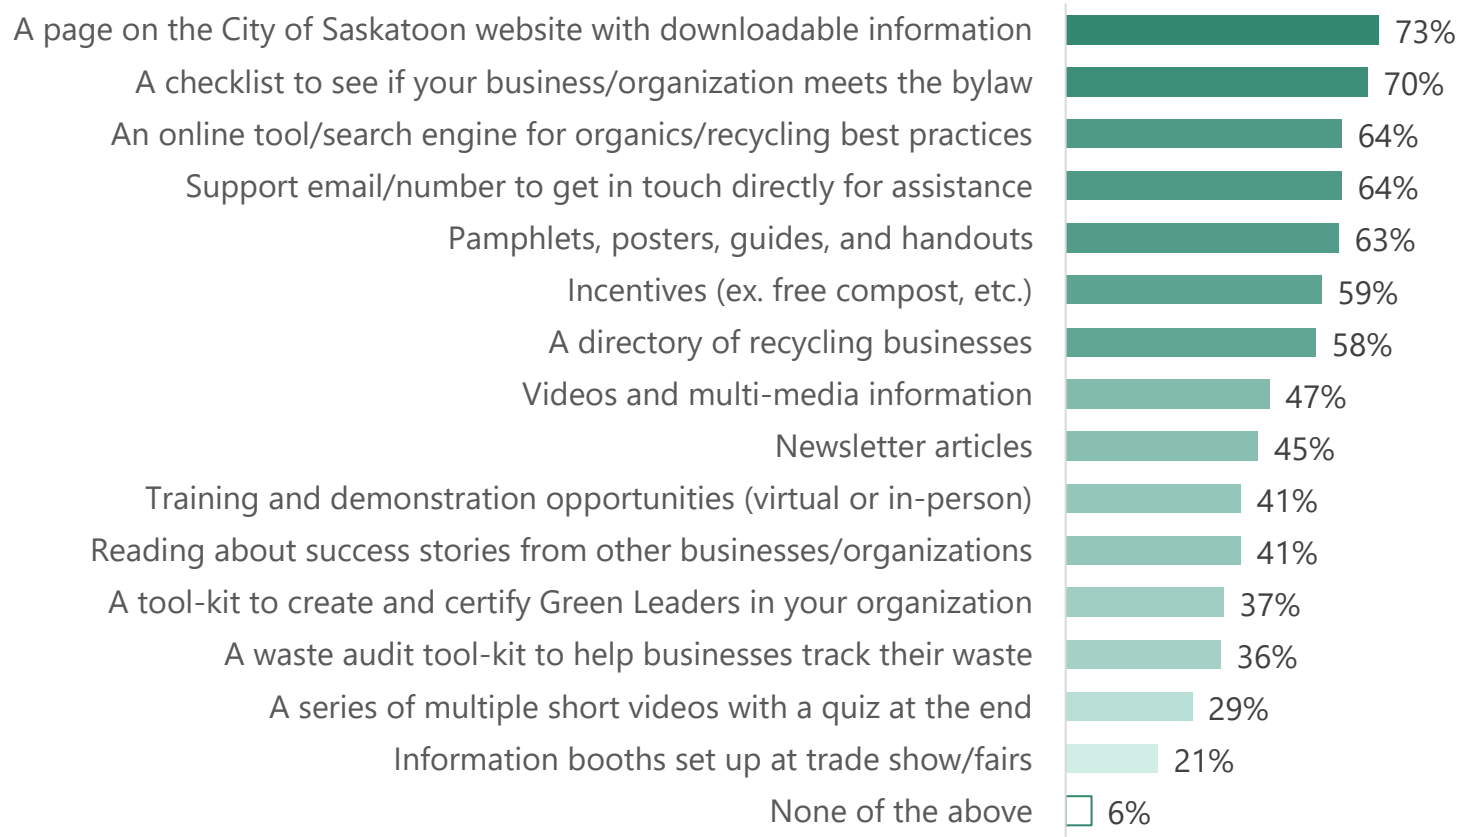 A page on the City of Saskatoon website with downloadable information 73%
A checklist to see if your business/organization meets the bylaw 70%
An online tool/search engine for organics/recycling best practices 64%
Support email/number to get in touch directly for assistance 64%
Pamphlets, posters, guides, and handouts 63%
Incentives (ex. free compost, etc.) 59%
A directory of recycling businesses 58%
Videos and multi-media information 47%
Newsletter articles 45%
Training and demonstration opportunities (virtual or in-person) 41%
Reading about success stories from other businesses/organizations 41%
A tool-kit to create and certify Green Leaders in your organization 37%
A waste audit tool-kit to help businesses track their waste 36%
A series of multiple short videos with a quiz at the end 29%
Information booths set up at trade show/fairs 21%
None of the above 6%